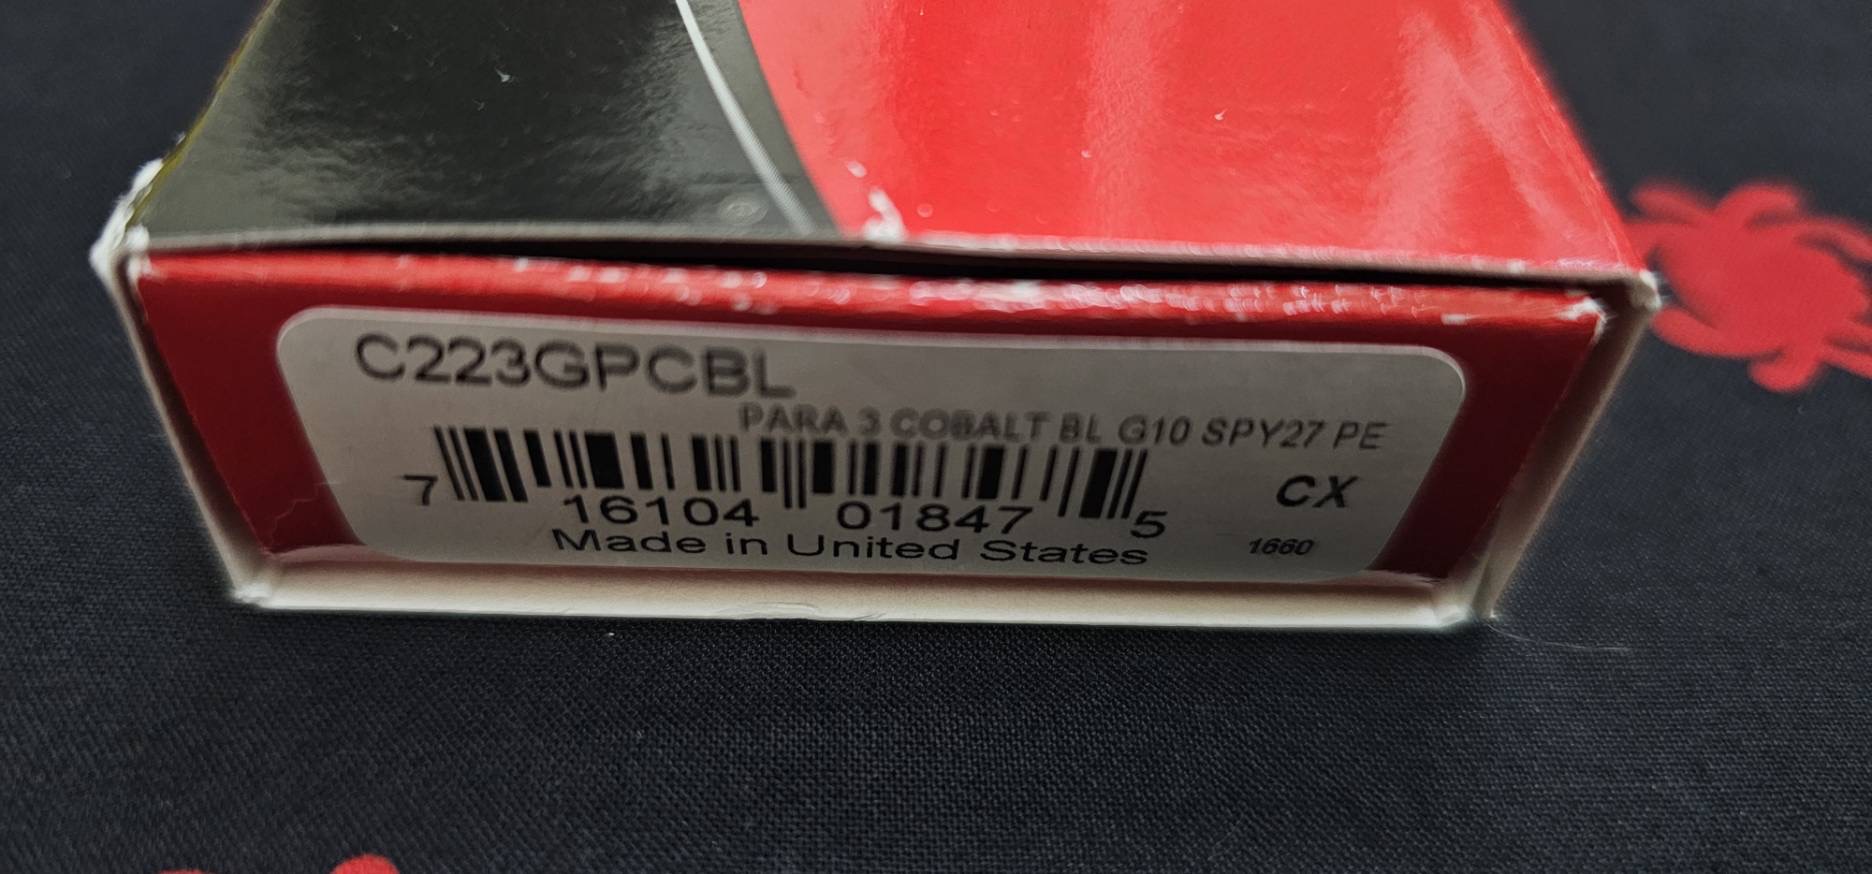 C223GPCBL
PARA 3 COBALT BL G10 SPY27 PE
7 16104 01847 5
CX
Made in United States
1660